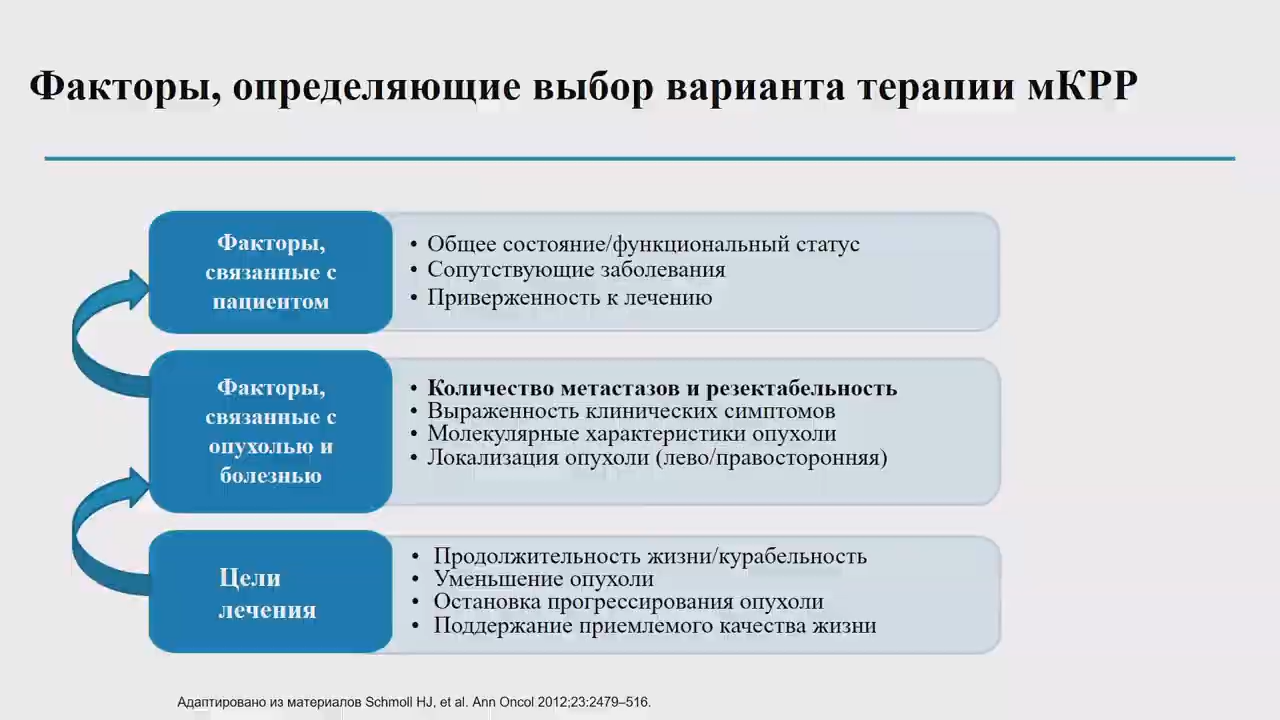 Факторы, определяющие выбор варианта терапии мКРР
Факторы,
связанные с
пациентом
• Общее состояние/функциональный статус
• Сопутствующие заболевания
• Приверженность к лечению
Факторы,
связанные с
опухолью и
болезнью
• Количество метастазов и резектабельность
• Выраженность клинических симптомов
• Молекулярные характеристики опухоли
• Локализация опухоли (лево/правосторонняя)
Цели
лечения
• Продолжительность жизни/курабельность
• Уменьшение опухоли
• Остановка прогрессирования опухоли
• Поддержание приемлемого качества жизни
Адаптировано из материалов Schmoll HJ, et al. Ann Oncol 2012;23:2479–516.